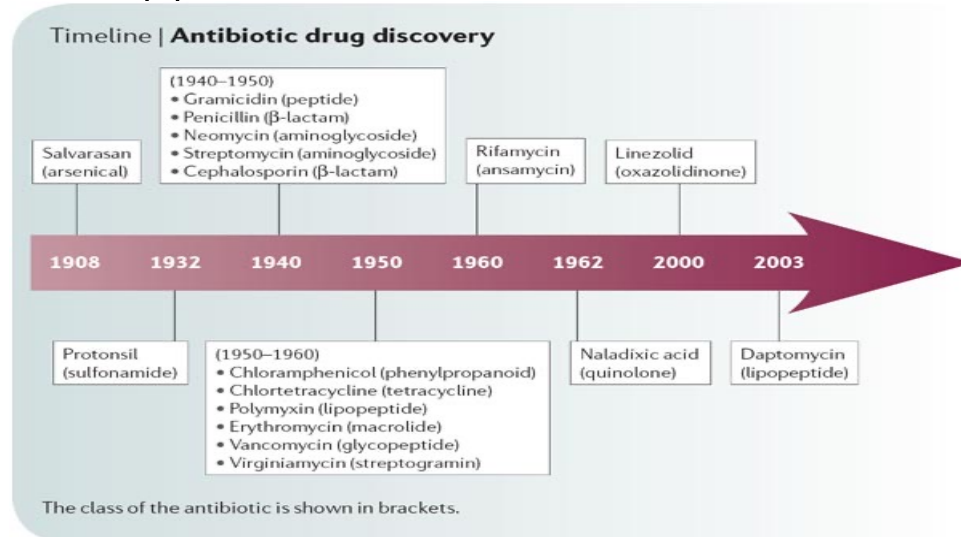 Timeline | Antibiotic drug discovery
(1940–1950)
• Gramicidin (peptide)
• Penicillin (β-lactam)
• Neomycin (aminoglycoside)
• Streptomycin (aminoglycoside)
• Cephalosporin (β-lactam)
Salvarasan
(arsenical)
Rifamycin
(ansamycin)
Linezolid
(oxazolidinone)
1908 1932 1940 1950 1960 1962 2000 2003
Protonsil
(sulfonamide)
(1950–1960)
• Chloramphenicol (phenylpropanoid)
• Chlortetracycline (tetracycline)
• Polymyxin (lipopeptide)
• Erythromycin (macrolide)
• Vancomycin (glycopeptide)
• Virginiamycin (streptogramin)
Naladixic acid
(quinolone)
Daptomycin
(lipopeptide)
The class of the antibiotic is shown in brackets.